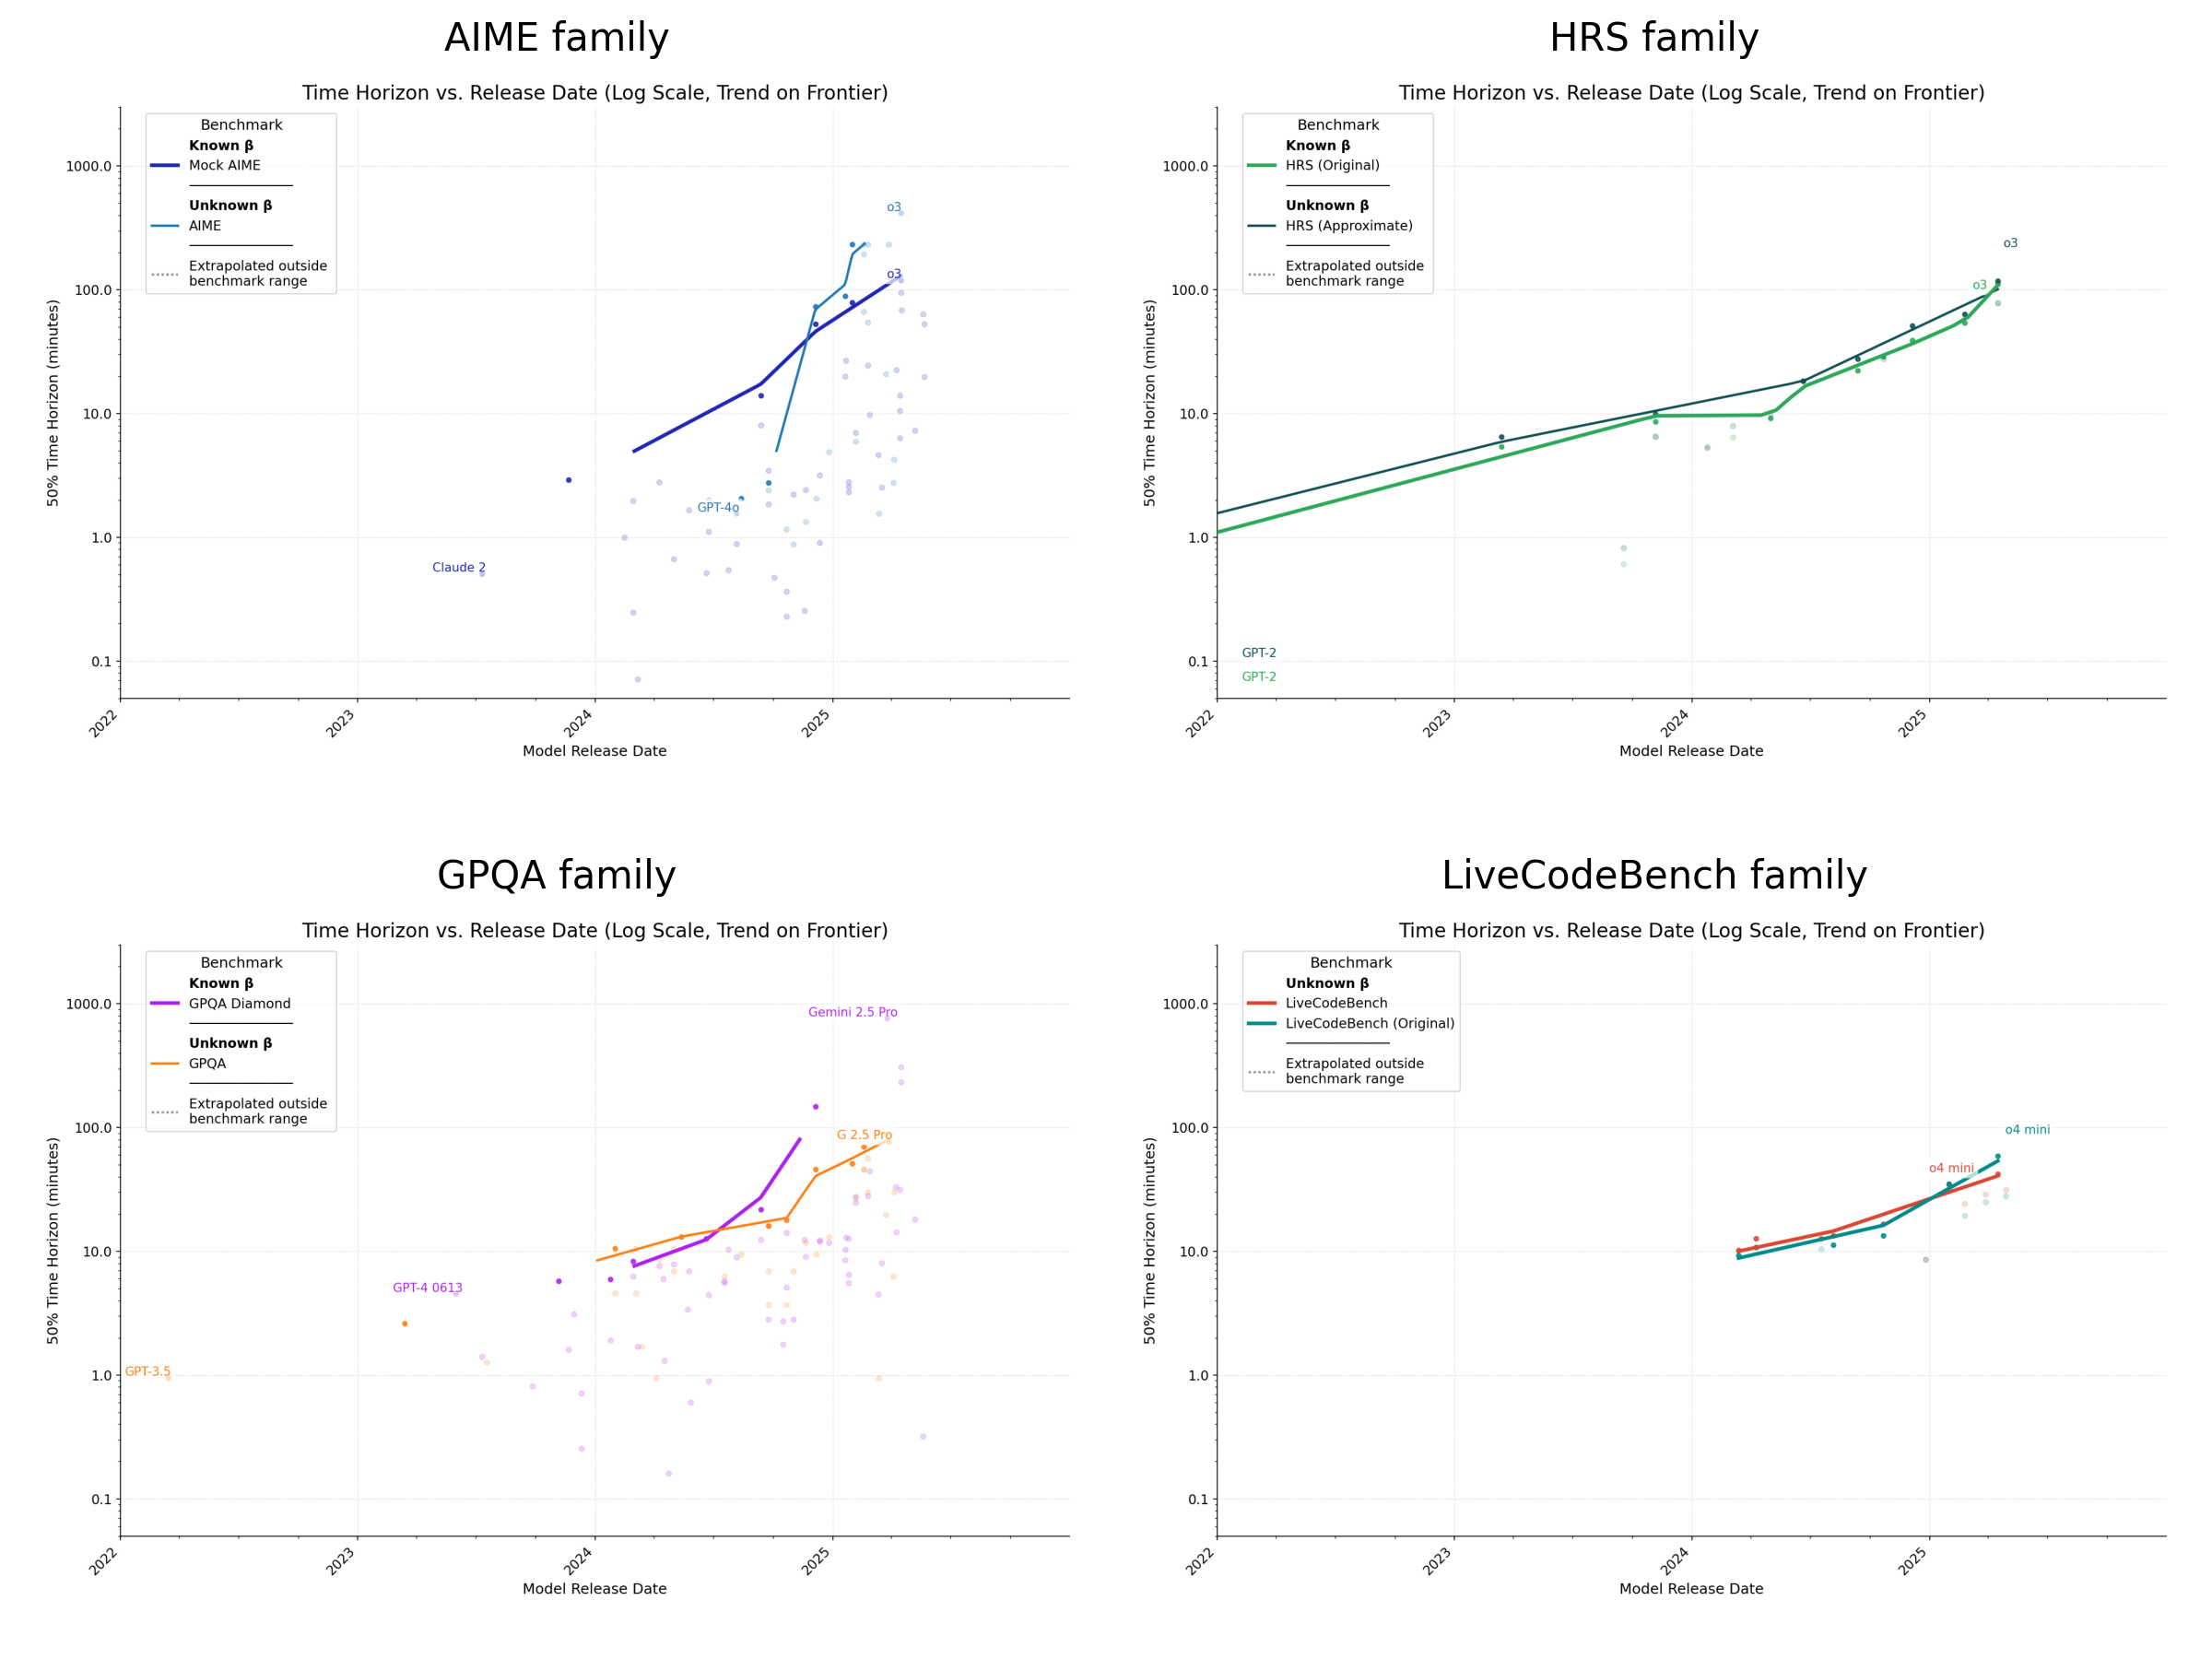 AIME family
Time Horizon vs. Release Date (Log Scale, Trend on Frontier)
Benchmark
Known β
Mock AIME
Unknown β
AIME
Extrapolated outside
benchmark range
1000.0
100.0
10.0
1.0
0.1
50% Time Horizon (minutes)
o3
o3
GPT-4o
Claude 2
2022
2023
2024
2025
Model Release Date
HRS family
Time Horizon vs. Release Date (Log Scale, Trend on Frontier)
Benchmark
Known β
HRS (Original)
Unknown β
HRS (Approximate)
Extrapolated outside
benchmark range
1000.0
100.0
10.0
1.0
0.1
50% Time Horizon (minutes)
o3
o3
GPT-2
GPT-2
2022
2023
2024
2025
Model Release Date
GPQA family
Time Horizon vs. Release Date (Log Scale, Trend on Frontier)
Benchmark
Known β
GPQA Diamond
Unknown β
GPQA
Extrapolated outside
benchmark range
1000.0
100.0
10.0
1.0
0.1
50% Time Horizon (minutes)
Gemini 2.5 Pro
G 2.5 Pro
GPT-4 0613
GPT-3.5
2022
2023
2024
2025
Model Release Date
LiveCodeBench family
Time Horizon vs. Release Date (Log Scale, Trend on Frontier)
Benchmark
Unknown β
LiveCodeBench
LiveCodeBench (Original)
Extrapolated outside
benchmark range
1000.0
100.0
10.0
1.0
0.1
50% Time Horizon (minutes)
o4 mini
o4 mini
2022
2023
2024
2025
Model Release Date